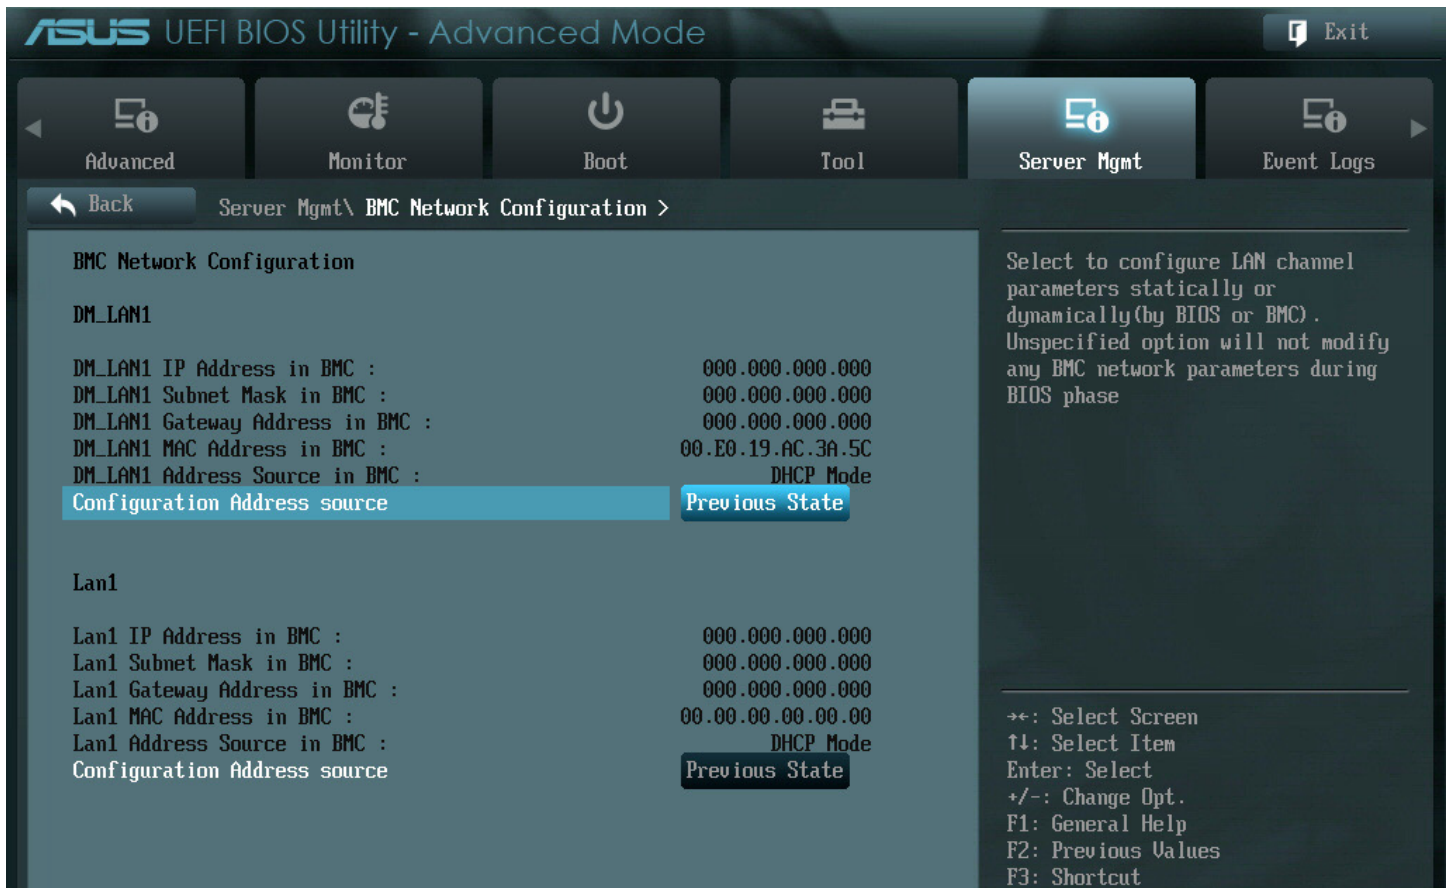 ASUS UEFI BIOS Utility - Advanced Mode
Exit
Advanced
Monitor
Boot
Tool
Server Mgmt
Event Logs
Back
Server Mgmt\ BMC Network Configuration >
BMC Network Configuration
DM_LAN1
DM_LAN1 IP Address in BMC : 000.000.000.000
DM_LAN1 Subnet Mask in BMC : 000.000.000.000
DM_LAN1 Gateway Address in BMC : 000.000.000.000
DM_LAN1 MAC Address in BMC : 00.E0.19.AC.3A.5C
DM_LAN1 Address Source in BMC : DHCP Mode
Configuration Address source Previous State
Lan1
Lan1 IP Address in BMC : 000.000.000.000
Lan1 Subnet Mask in BMC : 000.000.000.000
Lan1 Gateway Address in BMC : 000.000.000.000
Lan1 MAC Address in BMC : 00.00.00.00.00.00
Lan1 Address Source in BMC : DHCP Mode
Configuration Address source Previous State
Select to configure LAN channel
parameters statically or
dynamically(by BIOS or BMC).
Unspecified option will not modify
any BMC network parameters during
BIOS phase
→←: Select Screen
↑↓: Select Item
Enter: Select
+/-: Change Opt.
F1: General Help
F2: Previous Values
F3: Shortcut